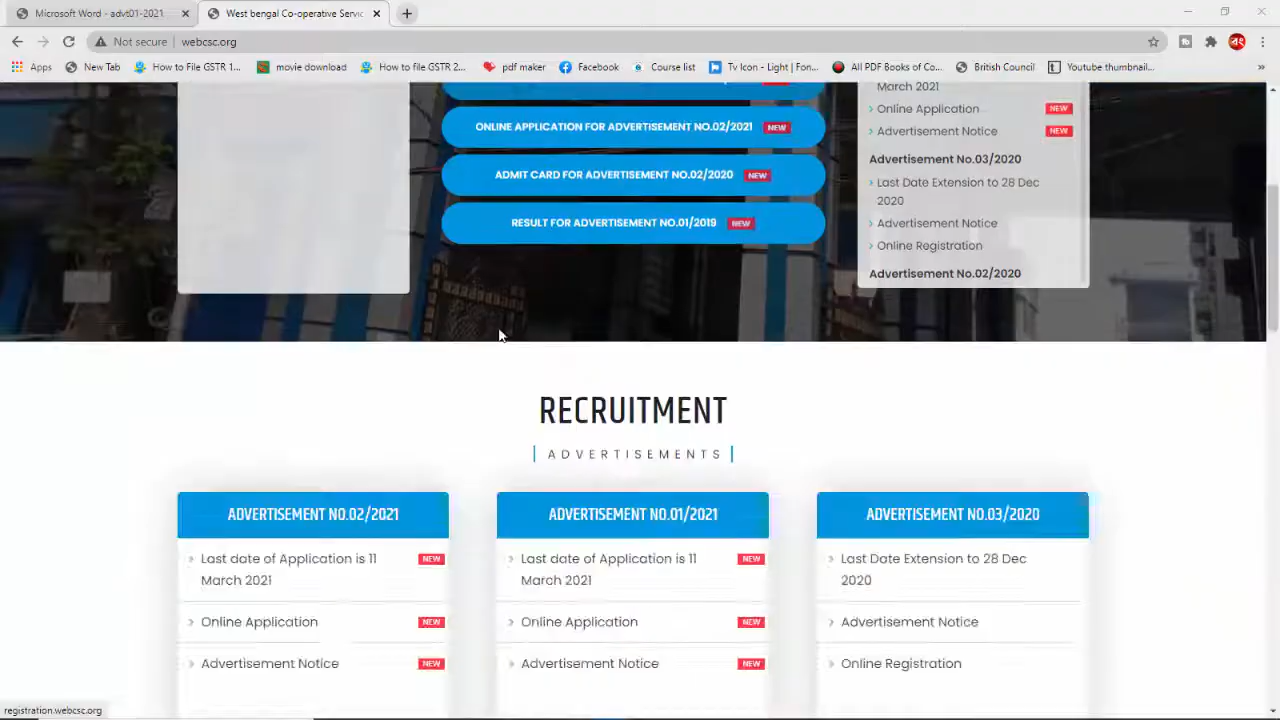 Microsoft Word - advt01-2021
West bengal Co-operative Servic
Not secure | webcsc.org
Apps
New Tab
How to File GSTR 1...
movie download
How to file GSTR 2...
pdf maker
Facebook
Course list
Tv Icon - Light | Fon...
All PDF Books of Co...
British Council
Youtube thumbnail...
»
ONLINE APPLICATION FOR ADVERTISEMENT NO.02/2021 NEW
ADMIT CARD FOR ADVERTISEMENT NO.02/2020 NEW
RESULT FOR ADVERTISEMENT NO.01/2019 NEW
March 2021
Online Application NEW
Advertisement Notice NEW
Advertisement No.03/2020
Last Date Extension to 28 Dec
2020
Advertisement Notice
Online Registration
Advertisement No.02/2020
RECRUITMENT
ADVERTISEMENTS
ADVERTISEMENT NO.02/2021
Last date of Application is 11 NEW
March 2021
Online Application NEW
Advertisement Notice NEW
ADVERTISEMENT NO.01/2021
Last date of Application is 11 NEW
March 2021
Online Application NEW
Advertisement Notice NEW
ADVERTISEMENT NO.03/2020
Last Date Extension to 28 Dec
2020
Advertisement Notice
Online Registration
registration.webcsc.org